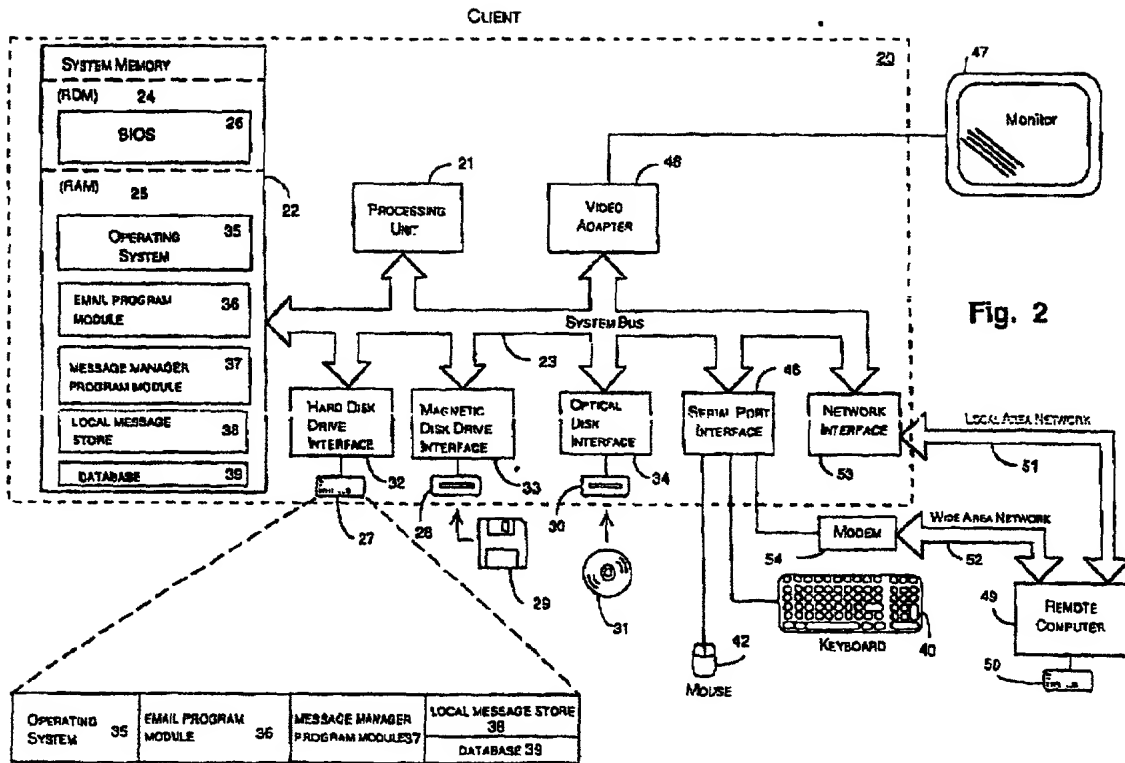 CLIENT
20
SYSTEM MEMORY
(ROM) 24
BIOS 26
(RAM) 25
22
OPERATING SYSTEM 35
EMAIL PROGRAM MODULE 36
MESSAGE MANAGER PROGRAM MODULE 37
LOCAL MESSAGE STORE 38
DATABASE 39
21
PROCESSING UNIT
48
VIDEO ADAPTER
47
Monitor
Fig. 2
SYSTEM BUS
23
HARD DISK DRIVE INTERFACE
32
MAGNETIC DISK DRIVE INTERFACE
33
OPTICAL DISK INTERFACE
34
46
SERIAL PORT INTERFACE
NETWORK INTERFACE
53
LOCAL AREA NETWORK
51
27
28
29
30
31
MODEM
54
WIDE AREA NETWORK
52
KEYBOARD
40
42
MOUSE
49
REMOTE COMPUTER
50
OPERATING SYSTEM 35
EMAIL PROGRAM MODULE 36
MESSAGE MANAGER PROGRAM MODULE 37
LOCAL MESSAGE STORE 38
DATABASE 39